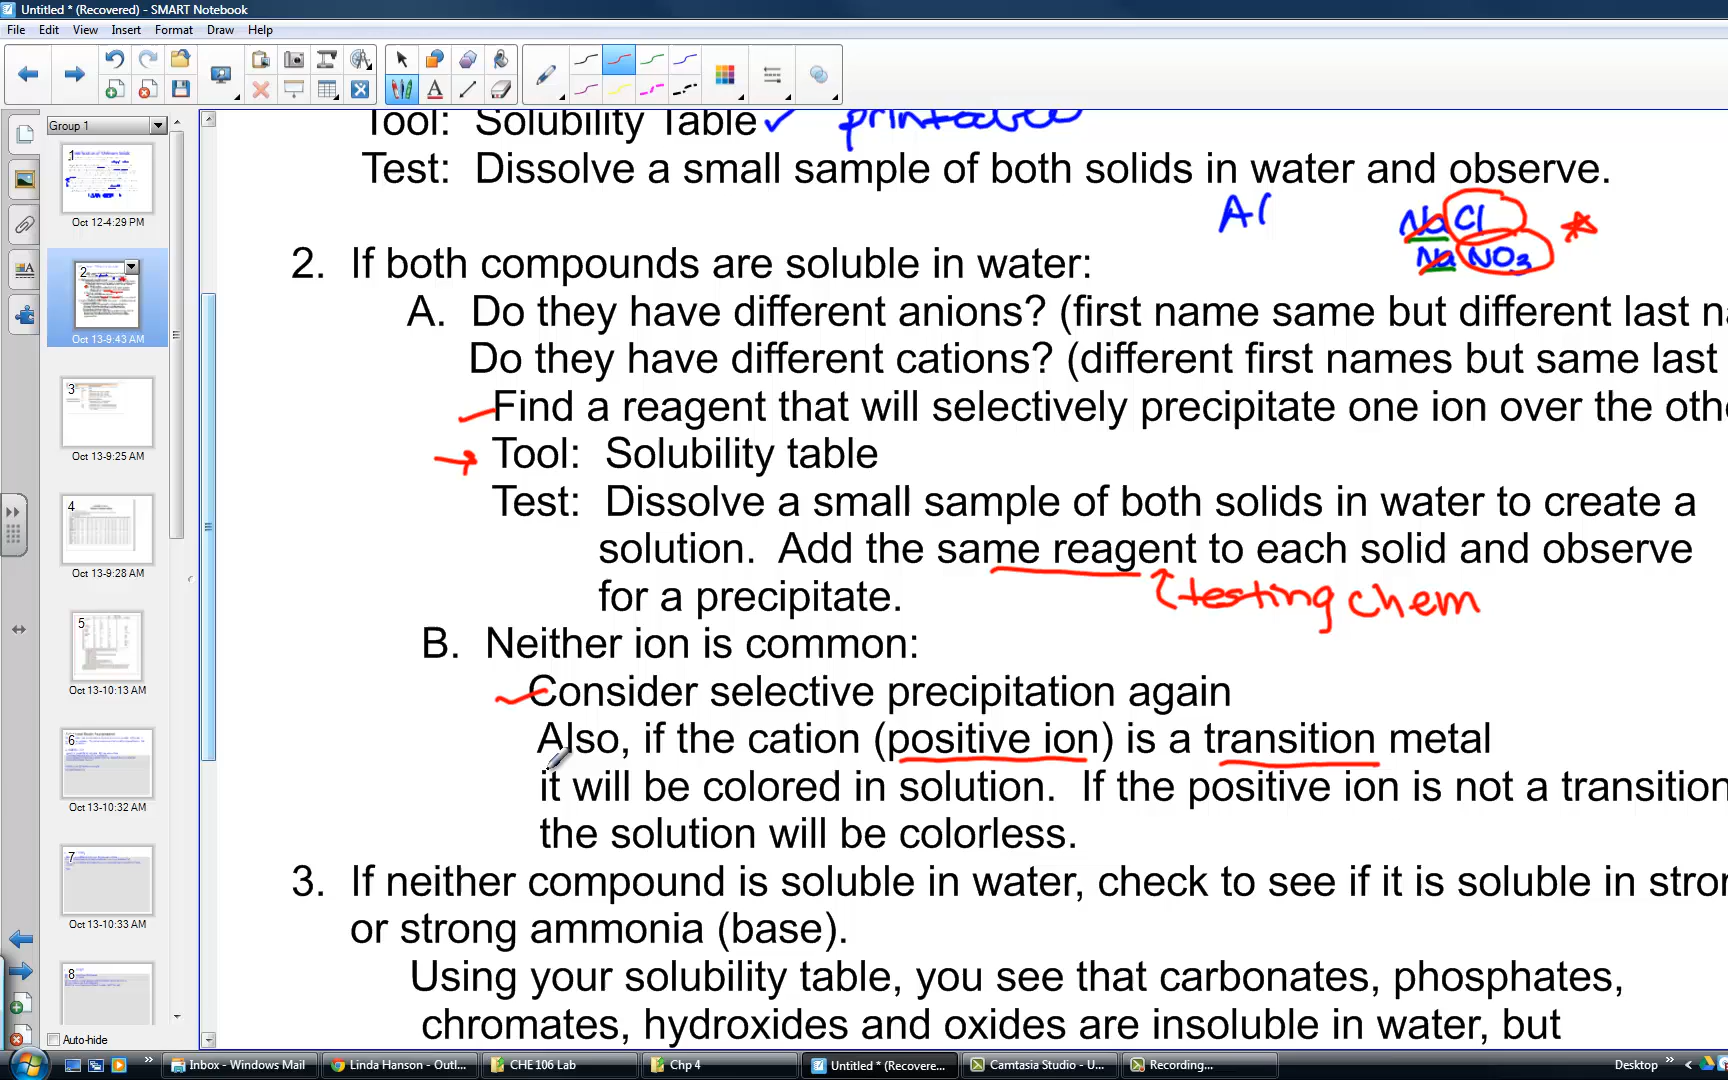 Untitled * (Recovered) - SMART Notebook
File Edit View Insert Format Draw Help
Group 1
Oct 12-4:29 PM
2
Oct 13-9:43 AM
3
Oct 13-9:25 AM
4
Oct 13-9:28 AM
5
Oct 13-10:13 AM
6
Oct 13-10:32 AM
7
Oct 13-10:33 AM
8
Auto-hide
Tool: Solubility Table ✓ printable
Test: Dissolve a small sample of both solids in water and observe.
NaCl
NaNO3
2. If both compounds are soluble in water:
A. Do they have different anions? (first name same but different last na
Do they have different cations? (different first names but same last
Find a reagent that will selectively precipitate one ion over the othe
Tool: Solubility table
Test: Dissolve a small sample of both solids in water to create a
solution. Add the same reagent to each solid and observe
for a precipitate. testing chem
B. Neither ion is common:
Consider selective precipitation again
Also, if the cation (positive ion) is a transition metal
it will be colored in solution. If the positive ion is not a transition
the solution will be colorless.
3. If neither compound is soluble in water, check to see if it is soluble in stron
or strong ammonia (base).
Using your solubility table, you see that carbonates, phosphates,
chromates, hydroxides and oxides are insoluble in water, but
Inbox - Windows Mail
Linda Hanson - Outl...
CHE 106 Lab
Chp 4
Untitled * (Recovere...
Camtasia Studio - U...
Recording...
Desktop